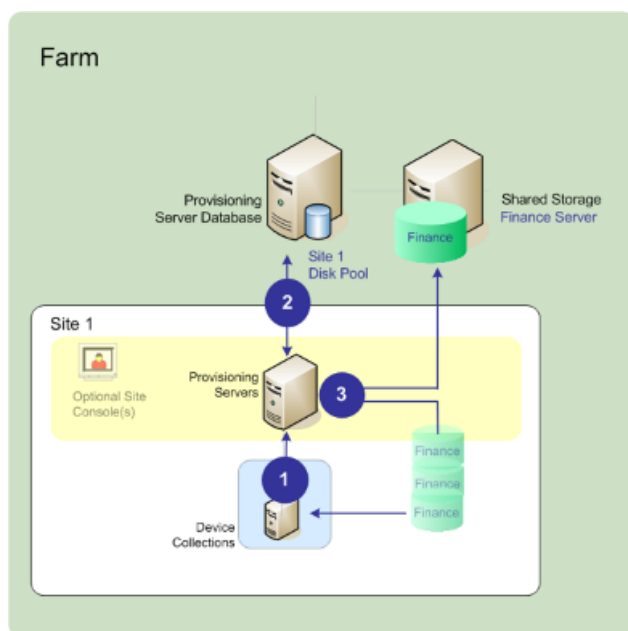 Farm
Provisioning
Server Database
Shared Storage
Finance Server
Finance
Site 1
Disk Pool
2
Site 1
Optional Site
Console(s)
Provisioning
Servers
3
Finance
Finance
Finance
1
Device
Collections